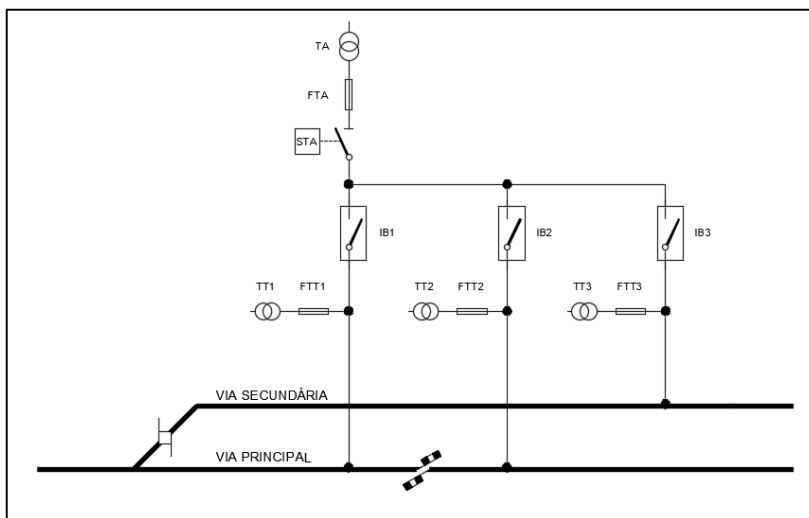 TA
FTA
STA
IB1
IB2
IB3
TT1 FTT1
TT2 FTT2
TT3 FTT3
VIA SECUNDÁRIA
VIA PRINCIPAL